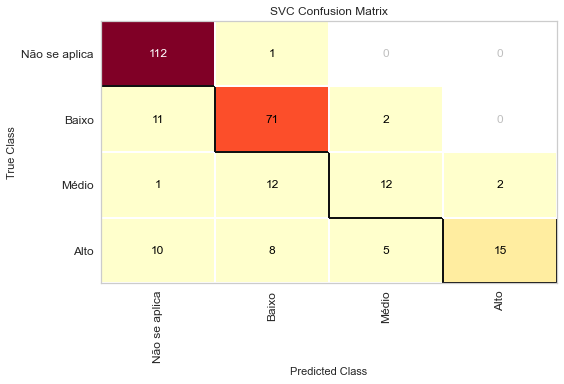 SVC Confusion Matrix
True Class
Não se aplica 112 1 0 0
Baixo 11 71 2 0
Médio 1 12 12 2
Alto 10 8 5 15
Não se aplica Baixo Médio Alto
Predicted Class